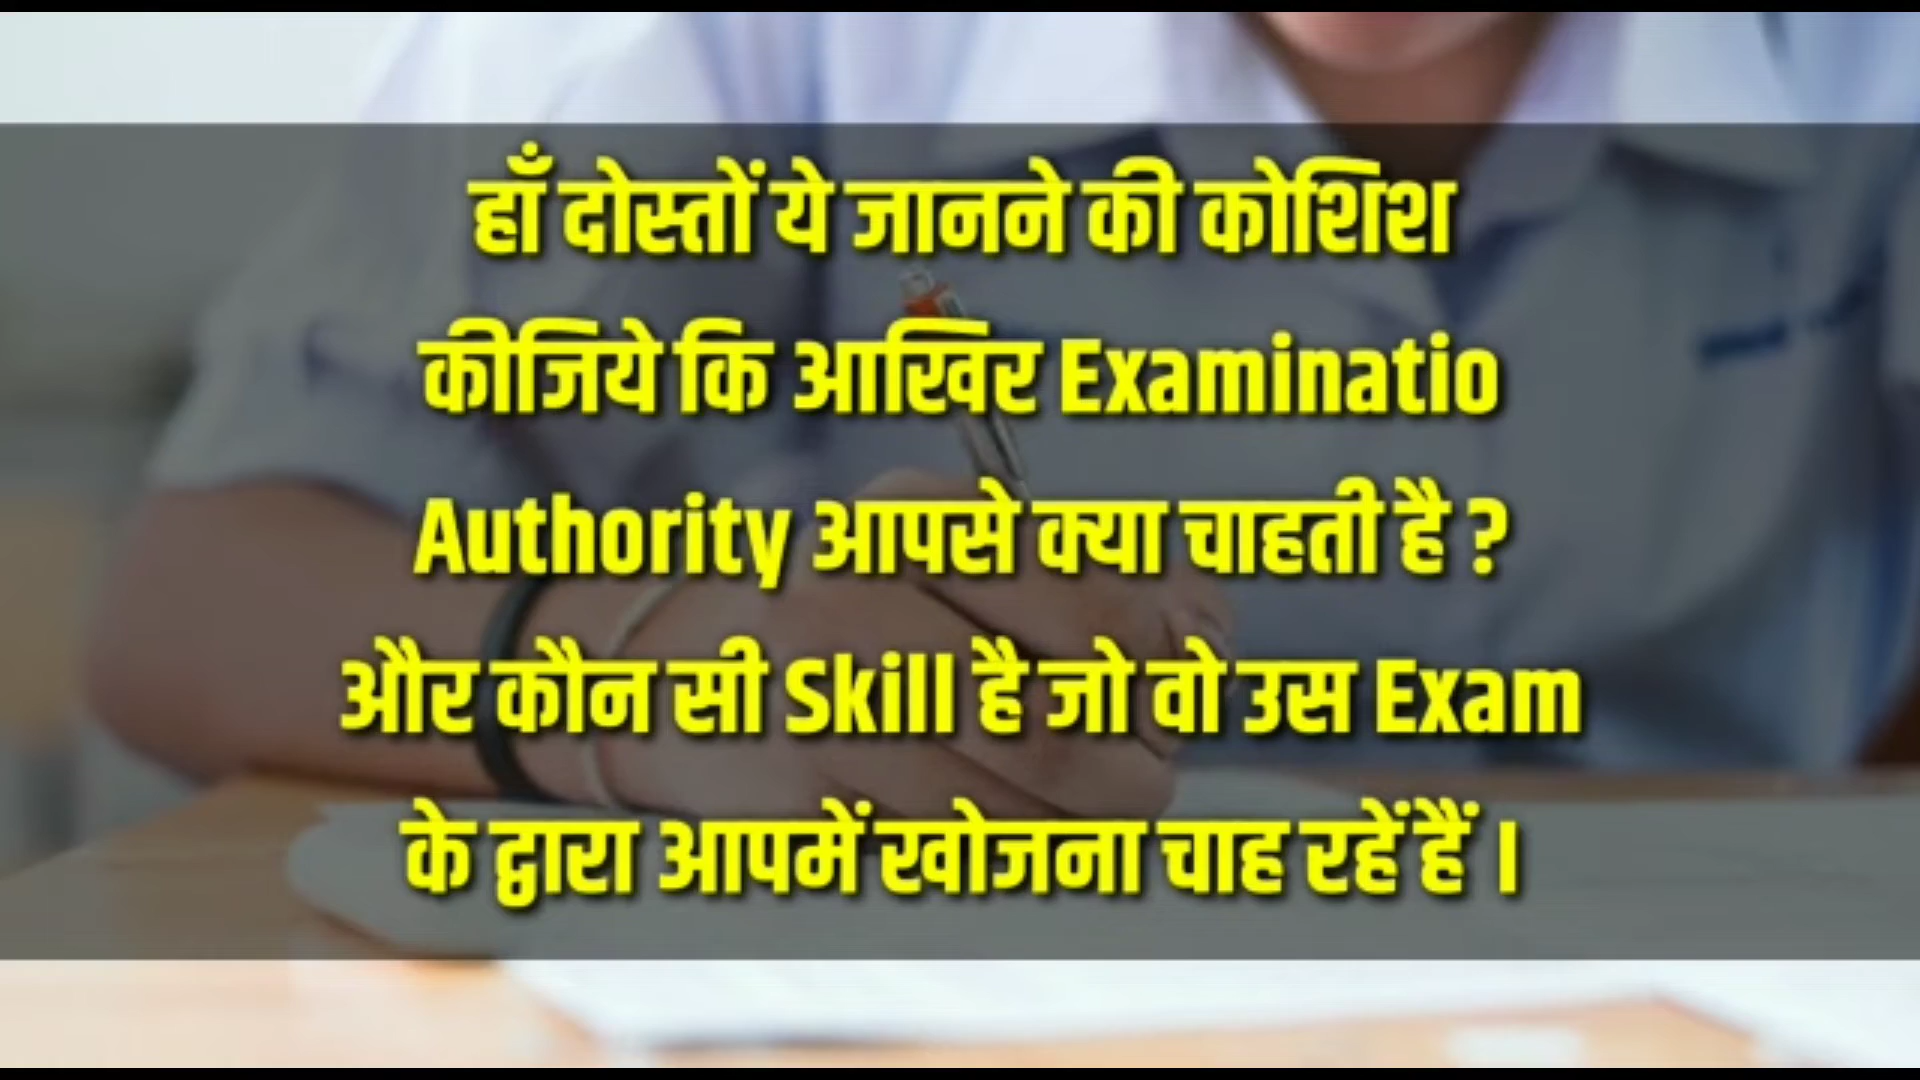 हाँ दोस्तों ये जानने की कोशिश
कीजिये कि आखिर Examinatio
Authority आपसे क्या चाहती है ?
और कौन सी Skill है जो वो उस Exam
के द्वारा आपमें खोजना चाह रहें हैं ।